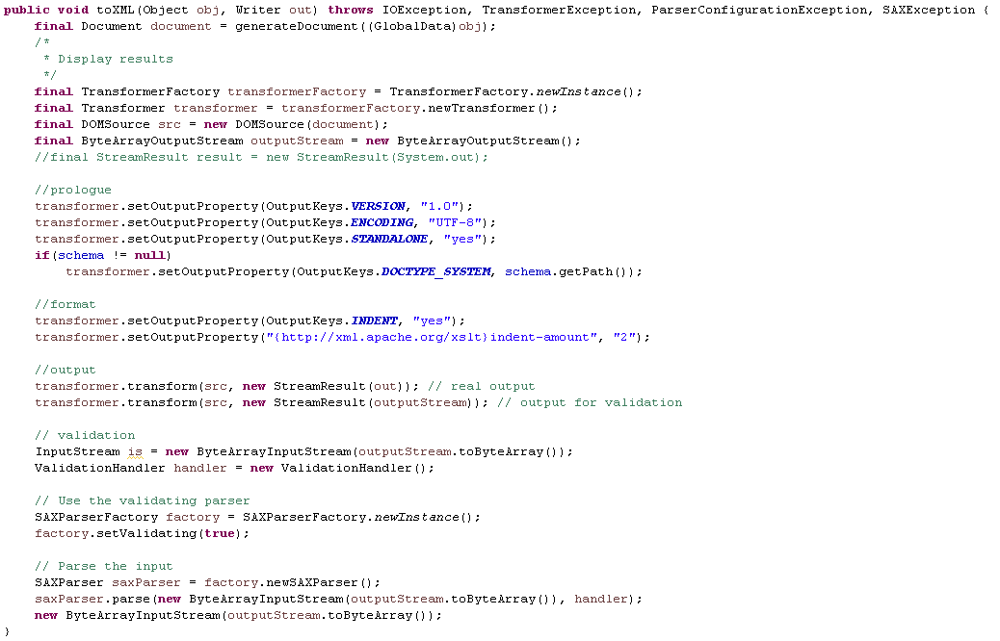 public void toXML(Object obj, Writer out) throws IOException, TransformerException, ParserConfigurationException, SAXException {
    final Document document = generateDocument((GlobalData)obj);
    /*
     * Display results
     */
    final TransformerFactory transformerFactory = TransformerFactory.newInstance();
    final Transformer transformer = transformerFactory.newTransformer();
    final DOMSource src = new DOMSource(document);
    final ByteArrayOutputStream outputStream = new ByteArrayOutputStream();
    //final StreamResult result = new StreamResult(System.out);

    //prologue
    transformer.setOutputProperty(OutputKeys.VERSION, "1.0");
    transformer.setOutputProperty(OutputKeys.ENCODING, "UTF-8");
    transformer.setOutputProperty(OutputKeys.STANDALONE, "yes");
    if(schema != null)
        transformer.setOutputProperty(OutputKeys.DOCTYPE_SYSTEM, schema.getPath());

    //format
    transformer.setOutputProperty(OutputKeys.INDENT, "yes");
    transformer.setOutputProperty("{http://xml.apache.org/xslt}indent-amount", "2");

    //output
    transformer.transform(src, new StreamResult(out)); // real output
    transformer.transform(src, new StreamResult(outputStream)); // output for validation

    // validation
    InputStream is = new ByteArrayInputStream(outputStream.toByteArray());
    ValidationHandler handler = new ValidationHandler();

    // Use the validating parser
    SAXParserFactory factory = SAXParserFactory.newInstance();
    factory.setValidating(true);

    // Parse the input
    SAXParser saxParser = factory.newSAXParser();
    saxParser.parse(new ByteArrayInputStream(outputStream.toByteArray()), handler);
    new ByteArrayInputStream(outputStream.toByteArray());
}